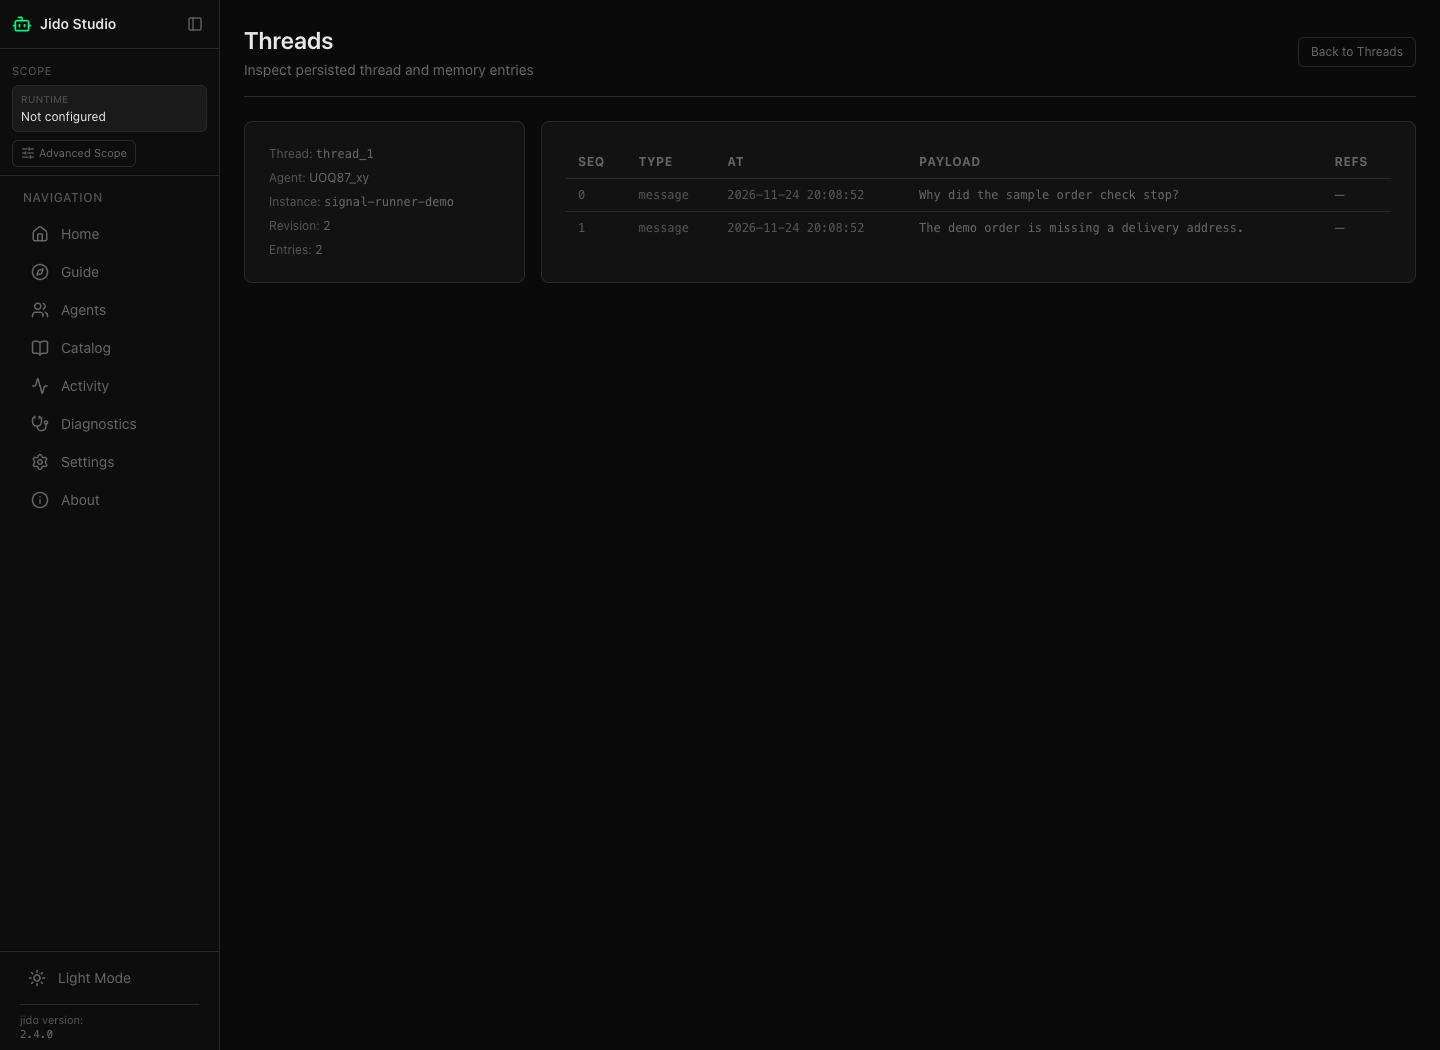 Jido Studio
SCOPE
RUNTIME
Not configured
Advanced Scope
NAVIGATION
Home
Guide
Agents
Catalog
Activity
Diagnostics
Settings
About
Light Mode
jido version:
2.4.0
Threads
Inspect persisted thread and memory entries
Back to Threads
Thread: thread_1
Agent: UOQ87_xy
Instance: signal-runner-demo
Revision: 2
Entries: 2
SEQ TYPE AT PAYLOAD REFS
0 message 2026-11-24 20:08:52 Why did the sample order check stop? —
1 message 2026-11-24 20:08:52 The demo order is missing a delivery address. —